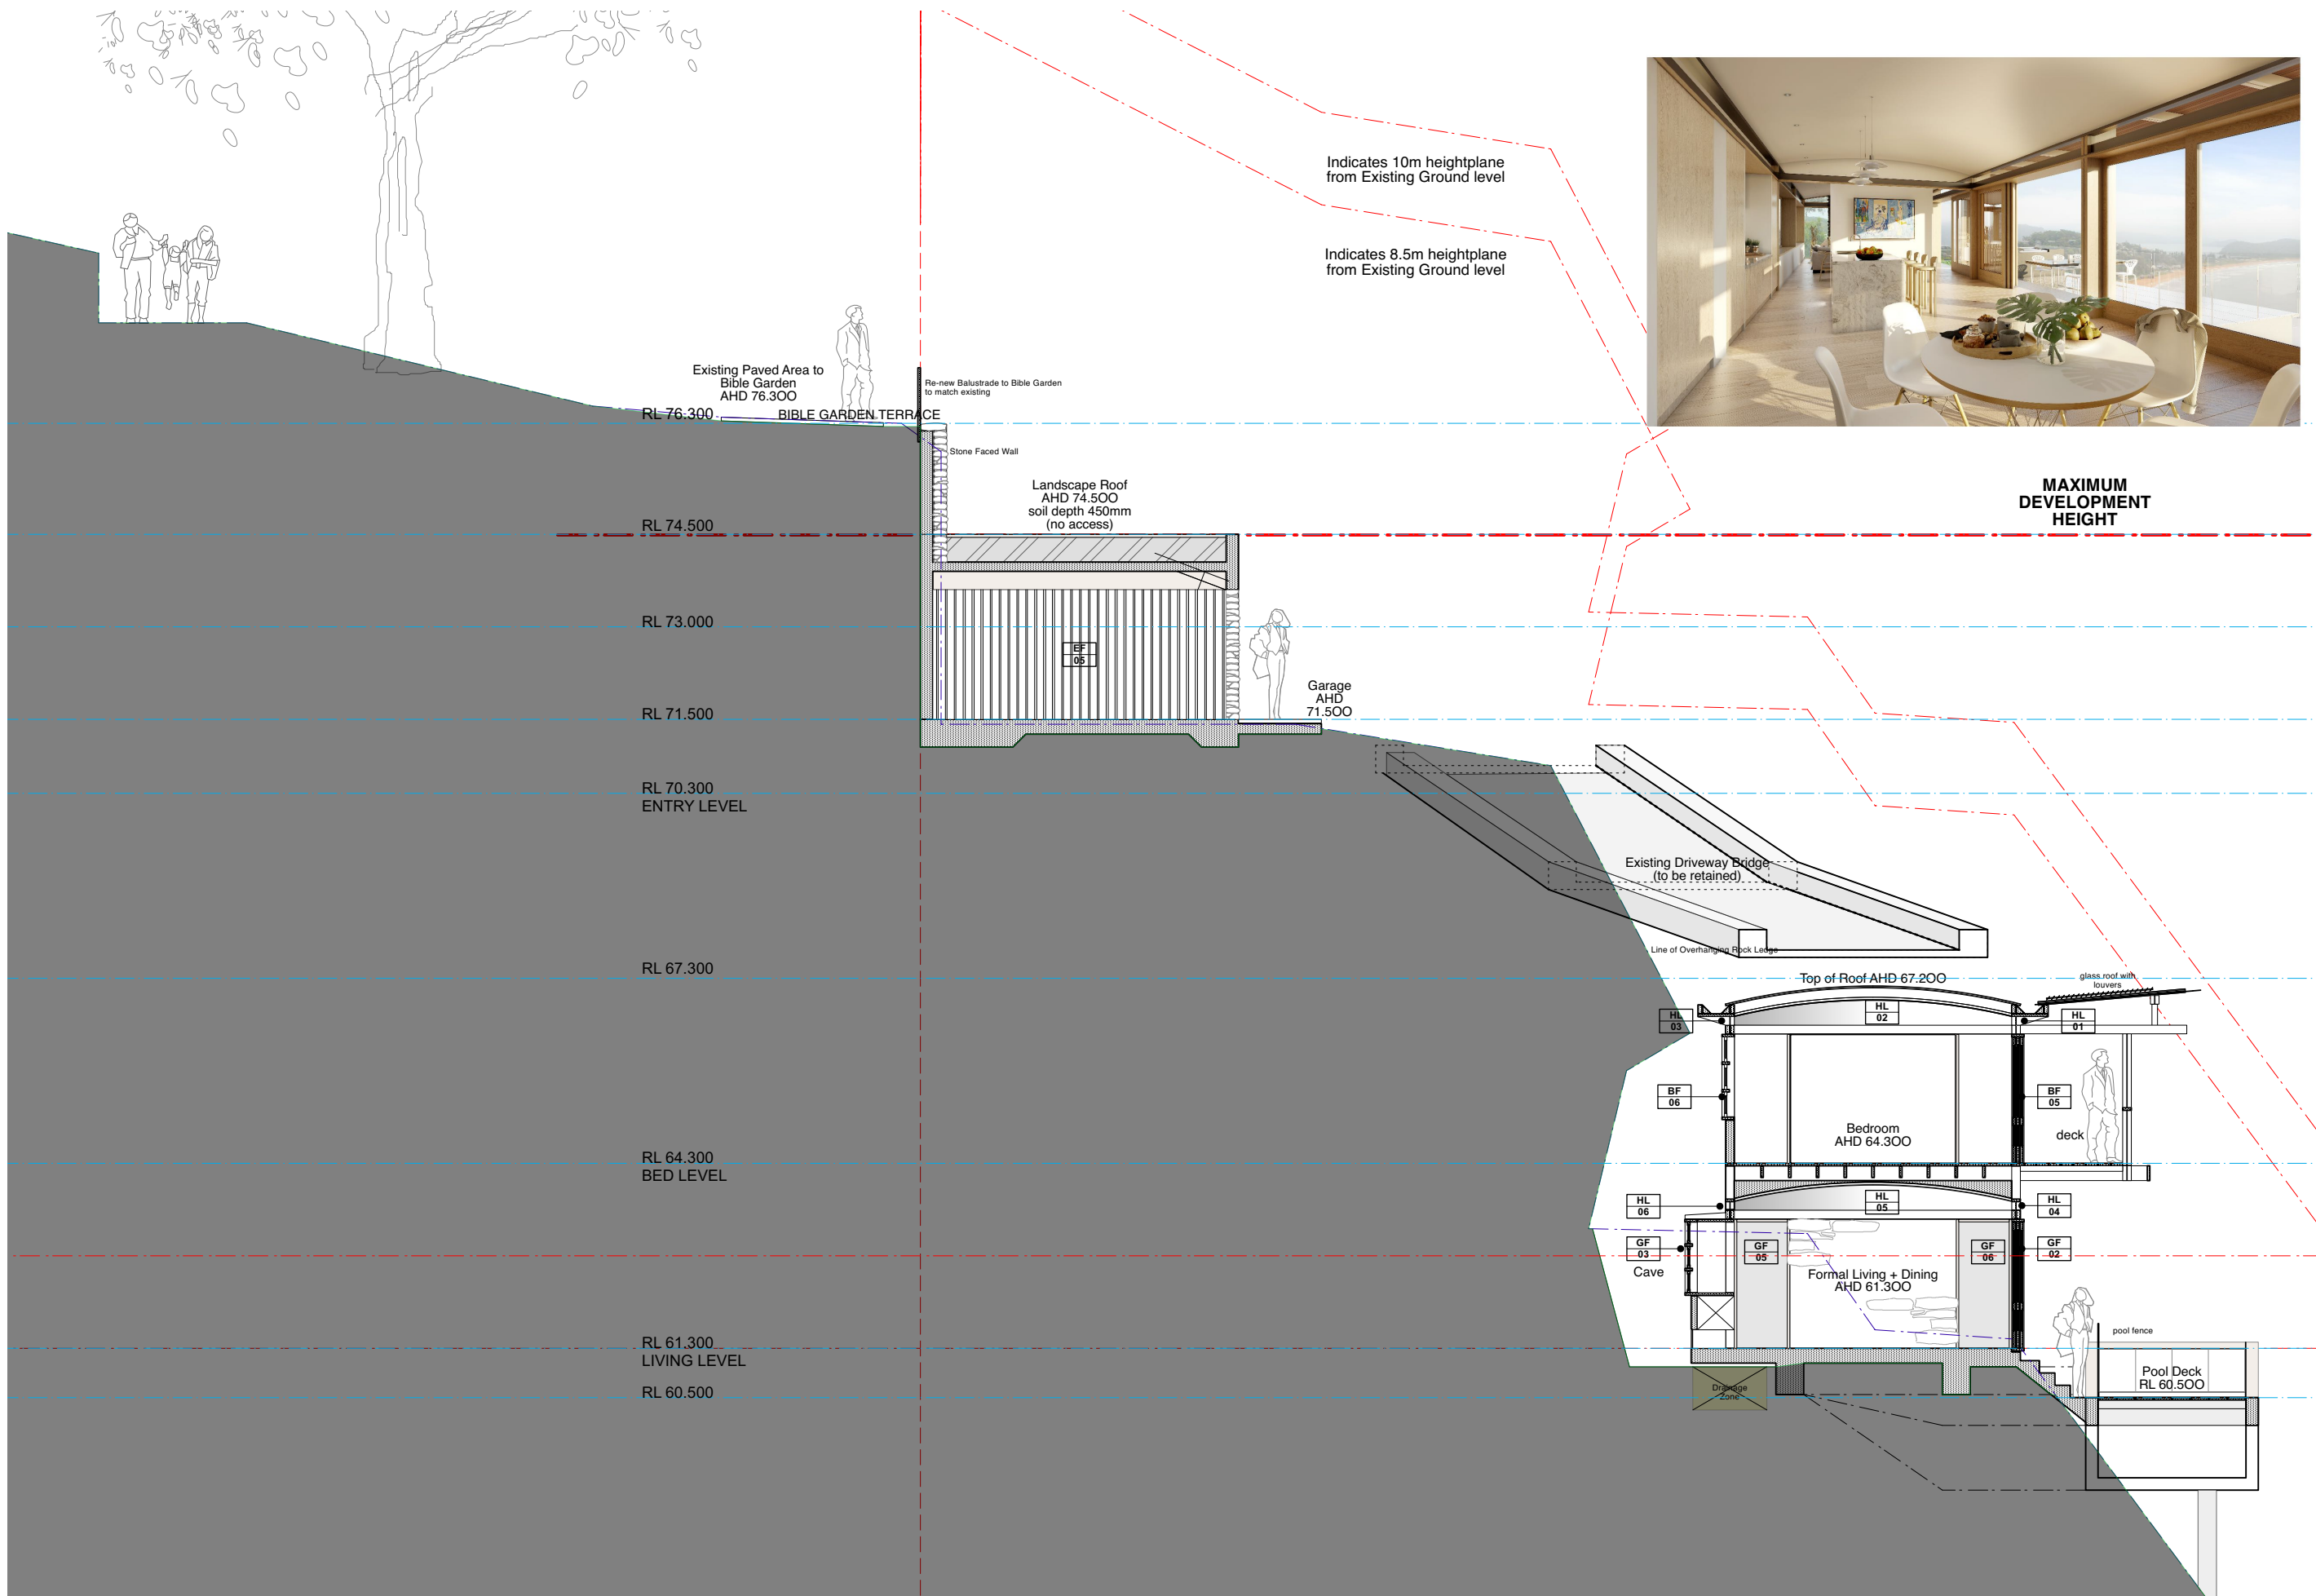 Indicates 10m heightplane
from Existing Ground level
Indicates 8.5m heightplane
from Existing Ground level
Existing Paved Area to
Bible Garden
AHD 76.3OO
Re-new Balustrade to Bible Garden
to match existing
RL 76.300
BIBLE GARDEN TERRACE
Stone Faced Wall
Landscape Roof
AHD 74.5OO
soil depth 450mm
(no access)
MAXIMUM
DEVELOPMENT
HEIGHT
RL 74.500
RL 73.000
EF
05
Garage
AHD
71.5OO
RL 71.500
RL 70.300
ENTRY LEVEL
Existing Driveway Bridge
(to be retained)
Line of Overhanging Rock Ledge
RL 67.300
Top of Roof AHD 67.2OO
glass roof with
louvers
HL
03
HL
02
HL
01
BF
06
BF
05
Bedroom
AHD 64.3OO
deck
RL 64.300
BED LEVEL
HL
06
HL
05
HL
04
GF
03
GF
05
GF
06
GF
02
Cave
Formal Living + Dining
AHD 61.3OO
pool fence
RL 61.300
LIVING LEVEL
Pool Deck
RL 60.5OO
RL 60.500
Drainage
Zone